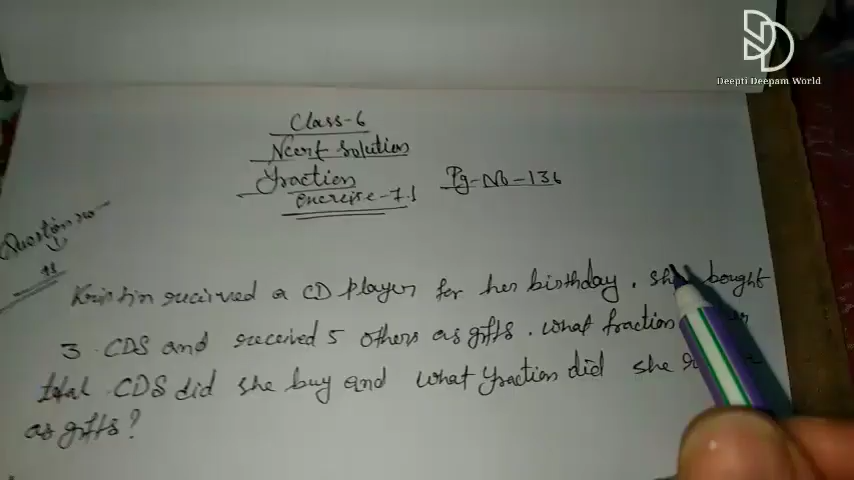 Deepti Deepam World
Class-6
Ncert Solution
Fraction Pg-No-136
exercise-7.1
Question no
11
Kristin received a CD Player for her birthday. she bought
3 CDS and received 5 others as gifts. what fraction
total CDS did she buy and what fraction did she
as gifts?